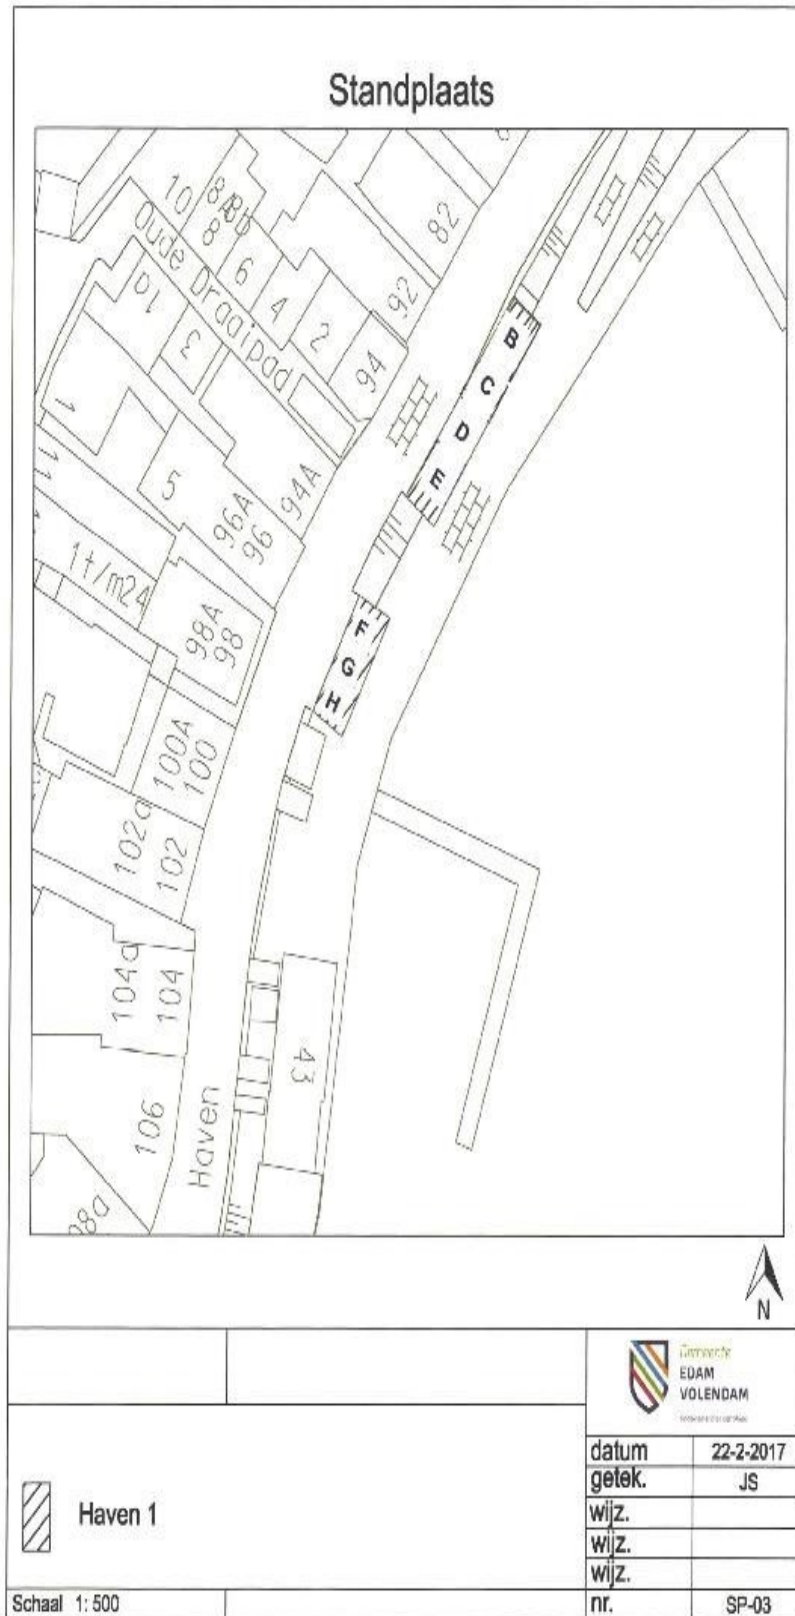 Standplaats
10
8
6
4
2
Oude Draaipad
82
92
94
1a
3
1
5
94A
96A
96
1t/m24
98A
98
100A
100
102a
102
104a
104
106
43
Haven
B
C
D
E
F
G
H
N
Gemeente
EDAM
VOLENDAM
datum 22-2-2017
getek. JS
wijz.
wijz.
wijz.
Haven 1
Schaal 1:500
nr. SP-03